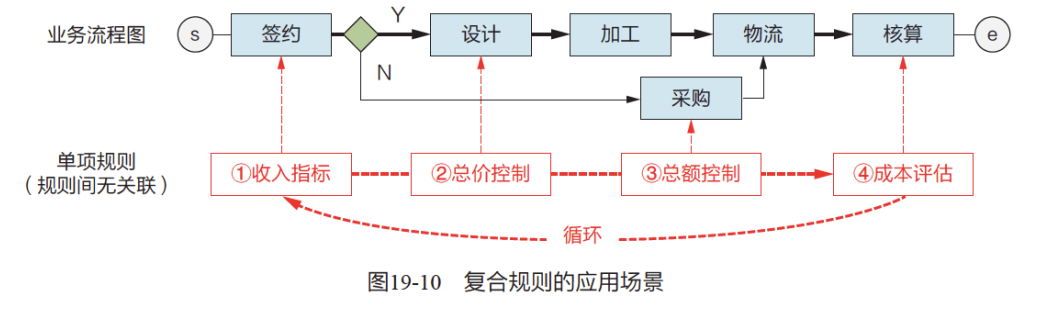 业务流程图
s
签约
Y
设计
加工
物流
核算
e
N
采购
单项规则
（规则间无关联）
①收入指标
②总价控制
③总额控制
④成本评估
循环
图19-10 复合规则的应用场景